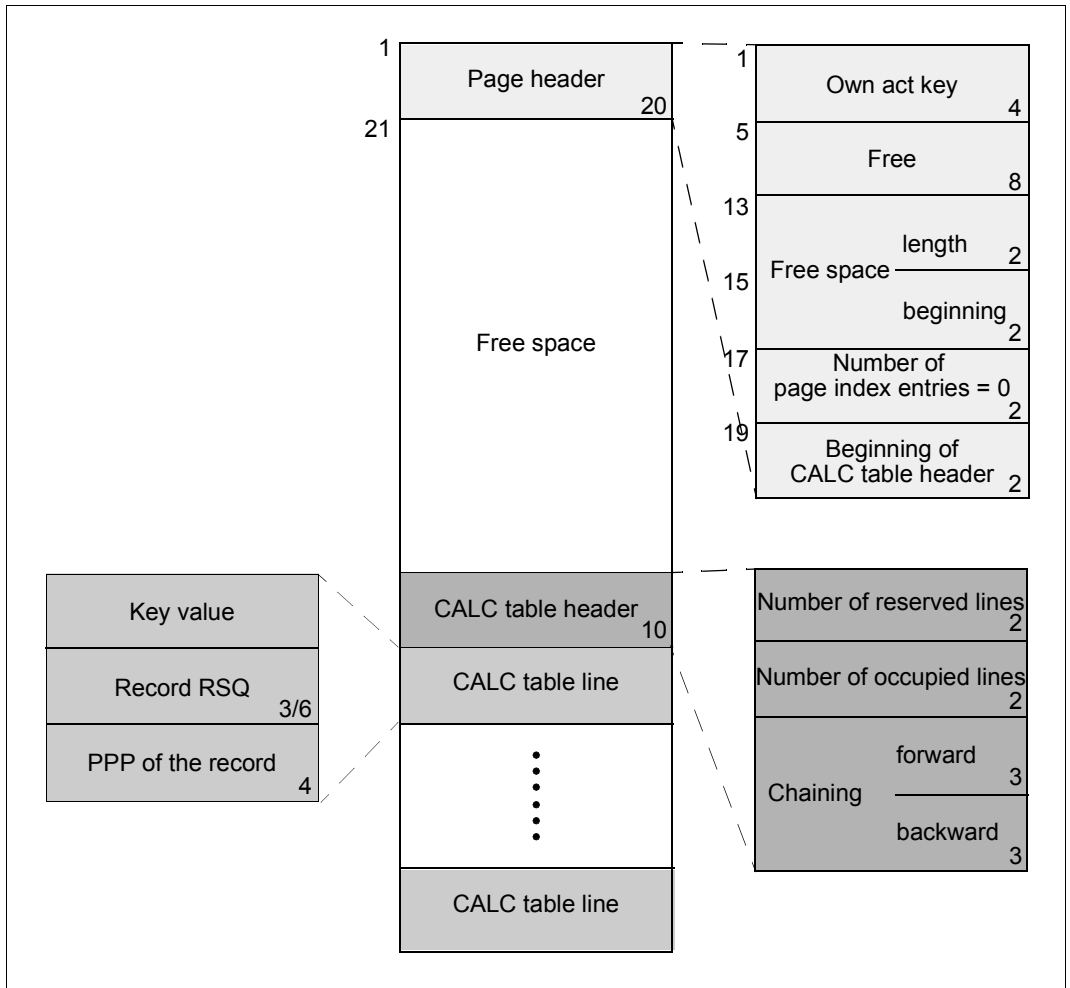 1
Page header
20
21
Free space
CALC table header
10
CALC table line
CALC table line
1
Own act key
4
5
Free
8
13
Free space
length
2
15
beginning
2
17
Number of
page index entries = 0
2
19
Beginning of
CALC table header
2
Key value
Record RSQ
3/6
PPP of the record
4
Number of reserved lines
2
Number of occupied lines
2
Chaining
forward
3
backward
3